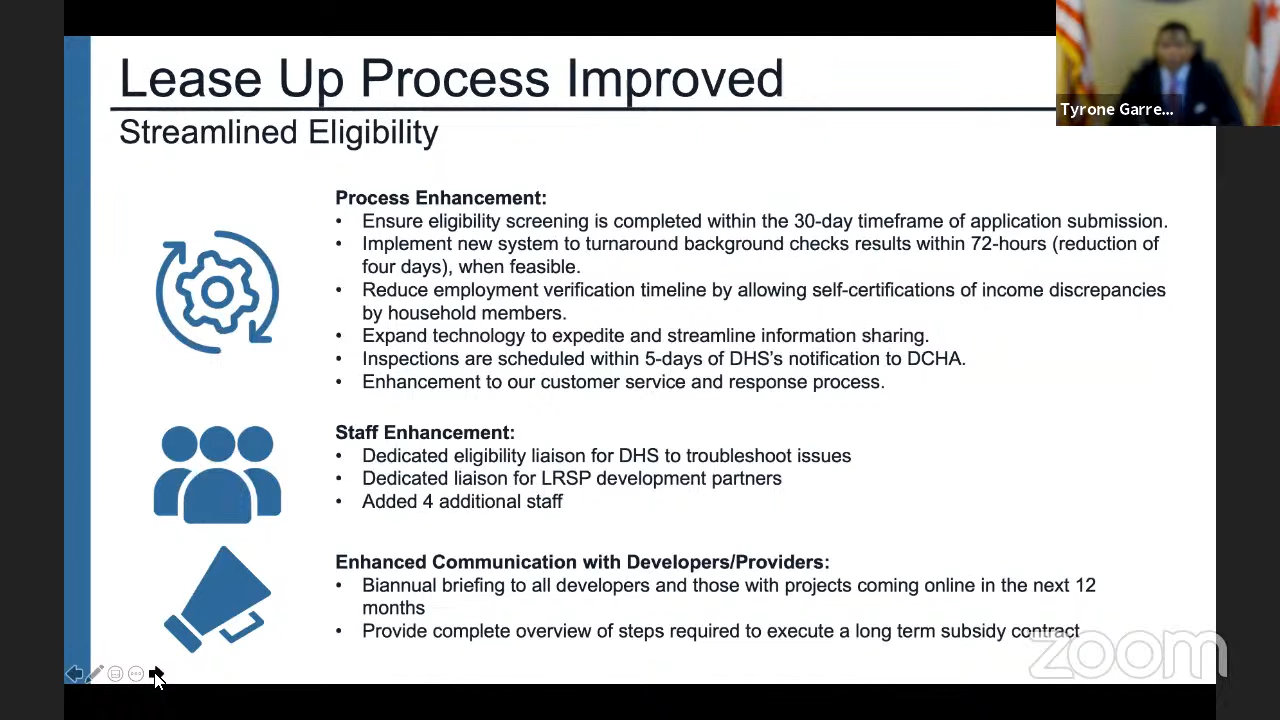 Lease Up Process Improved
Tyrone Garre...
Streamlined Eligibility
Process Enhancement:
• Ensure eligibility screening is completed within the 30-day timeframe of application submission.
• Implement new system to turnaround background checks results within 72-hours (reduction of
four days), when feasible.
• Reduce employment verification timeline by allowing self-certifications of income discrepancies
by household members.
• Expand technology to expedite and streamline information sharing.
• Inspections are scheduled within 5-days of DHS's notification to DCHA.
• Enhancement to our customer service and response process.
Staff Enhancement:
• Dedicated eligibility liaison for DHS to troubleshoot issues
• Dedicated liaison for LRSP development partners
• Added 4 additional staff
Enhanced Communication with Developers/Providers:
• Biannual briefing to all developers and those with projects coming online in the next 12
months
• Provide complete overview of steps required to execute a long term subsidy contract
zoom